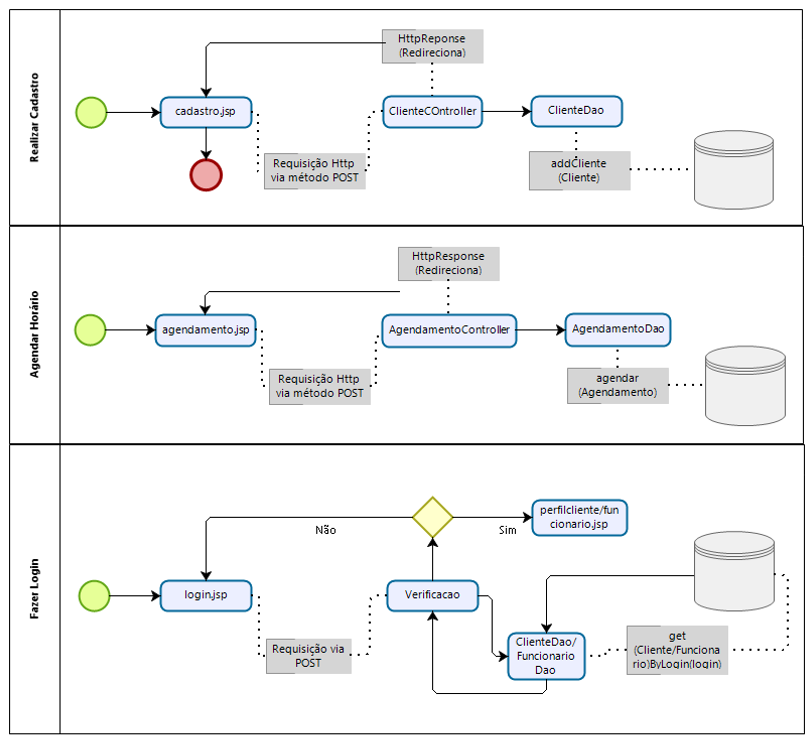 Realizar Cadastro
HttpReponse
(Redireciona)
cadastro.jsp
ClienteCOntroller
ClienteDao
Requisição Http
via método POST
addCliente
(Cliente)
Agendar Horário
HttpResponse
(Redireciona)
agendamento.jsp
AgendamentoController
AgendamentoDao
Requisição Http
via método POST
agendar
(Agendamento)
Fazer Login
Não
Sim
perfilcliente/fun
cionario.jsp
login.jsp
Verificacao
Requisição via
POST
ClienteDao/
Funcionario
Dao
get
(Cliente/Funciona
rio)ByLogin(login)